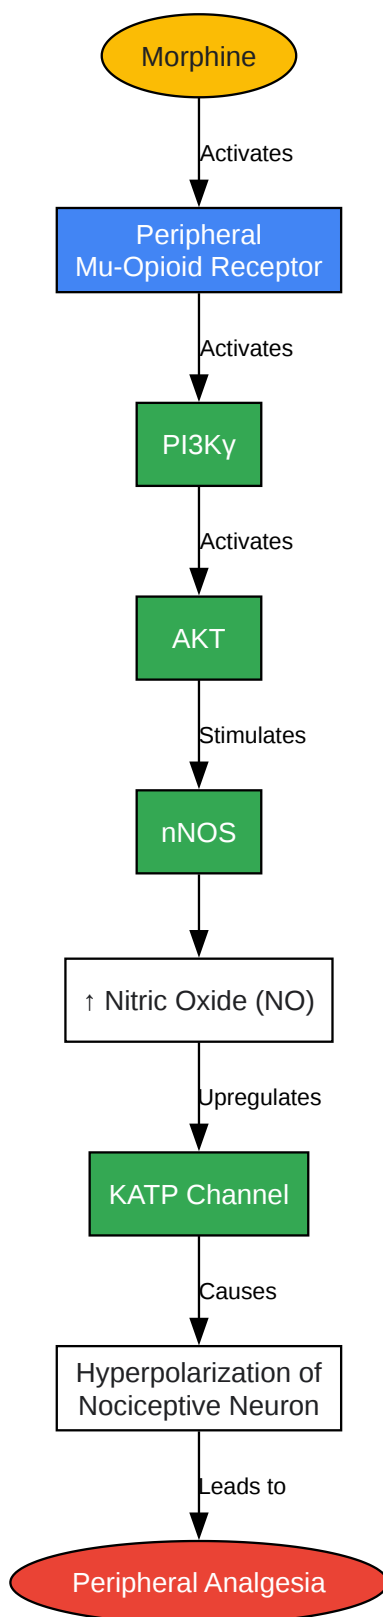 Morphine
Activates
Peripheral
Mu-Opioid Receptor
Activates
PI3Kγ
Activates
AKT
Stimulates
nNOS
↑ Nitric Oxide (NO)
Upregulates
KATP Channel
Causes
Hyperpolarization of
Nociceptive Neuron
Leads to
Peripheral Analgesia